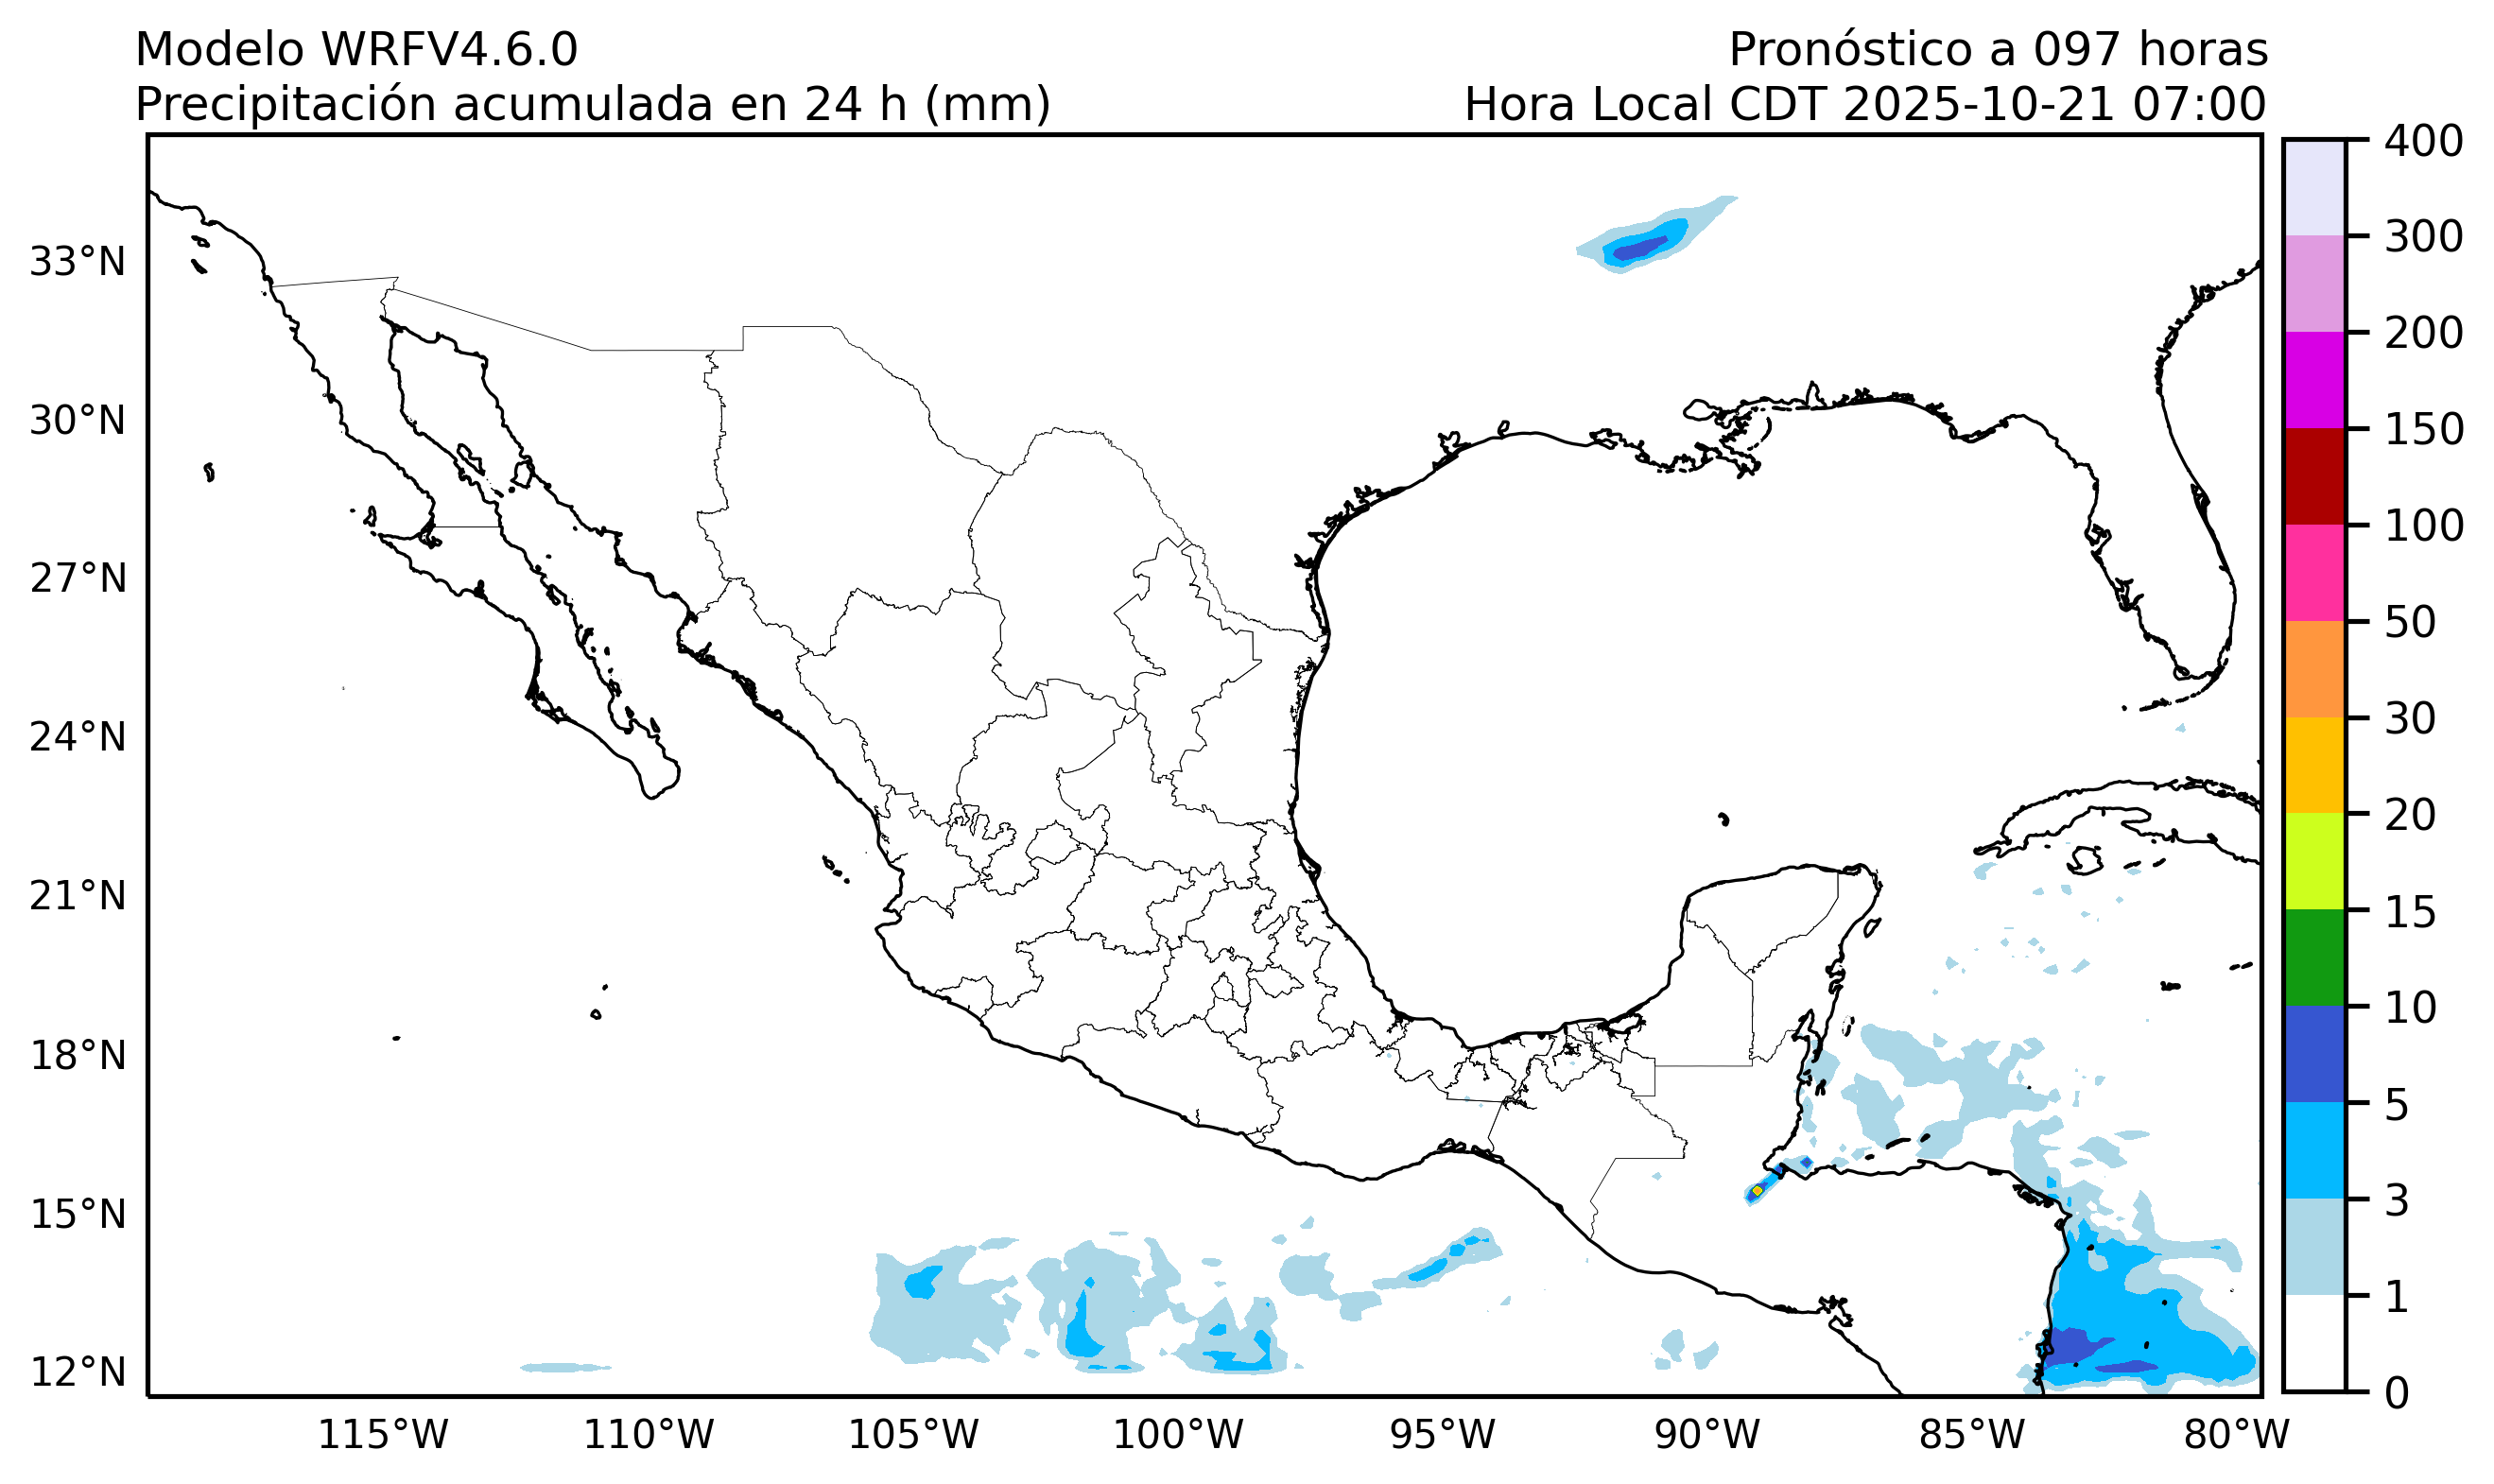 Modelo WRFV4.6.0
Pronóstico a 097 horas
Precipitación acumulada en 24 h (mm)
Hora Local CDT 2025-10-21 07:00
33°N
30°N
27°N
24°N
21°N
18°N
15°N
12°N
115°W
110°W
105°W
100°W
95°W
90°W
85°W
80°W
400
300
200
150
100
50
30
20
15
10
5
3
1
0